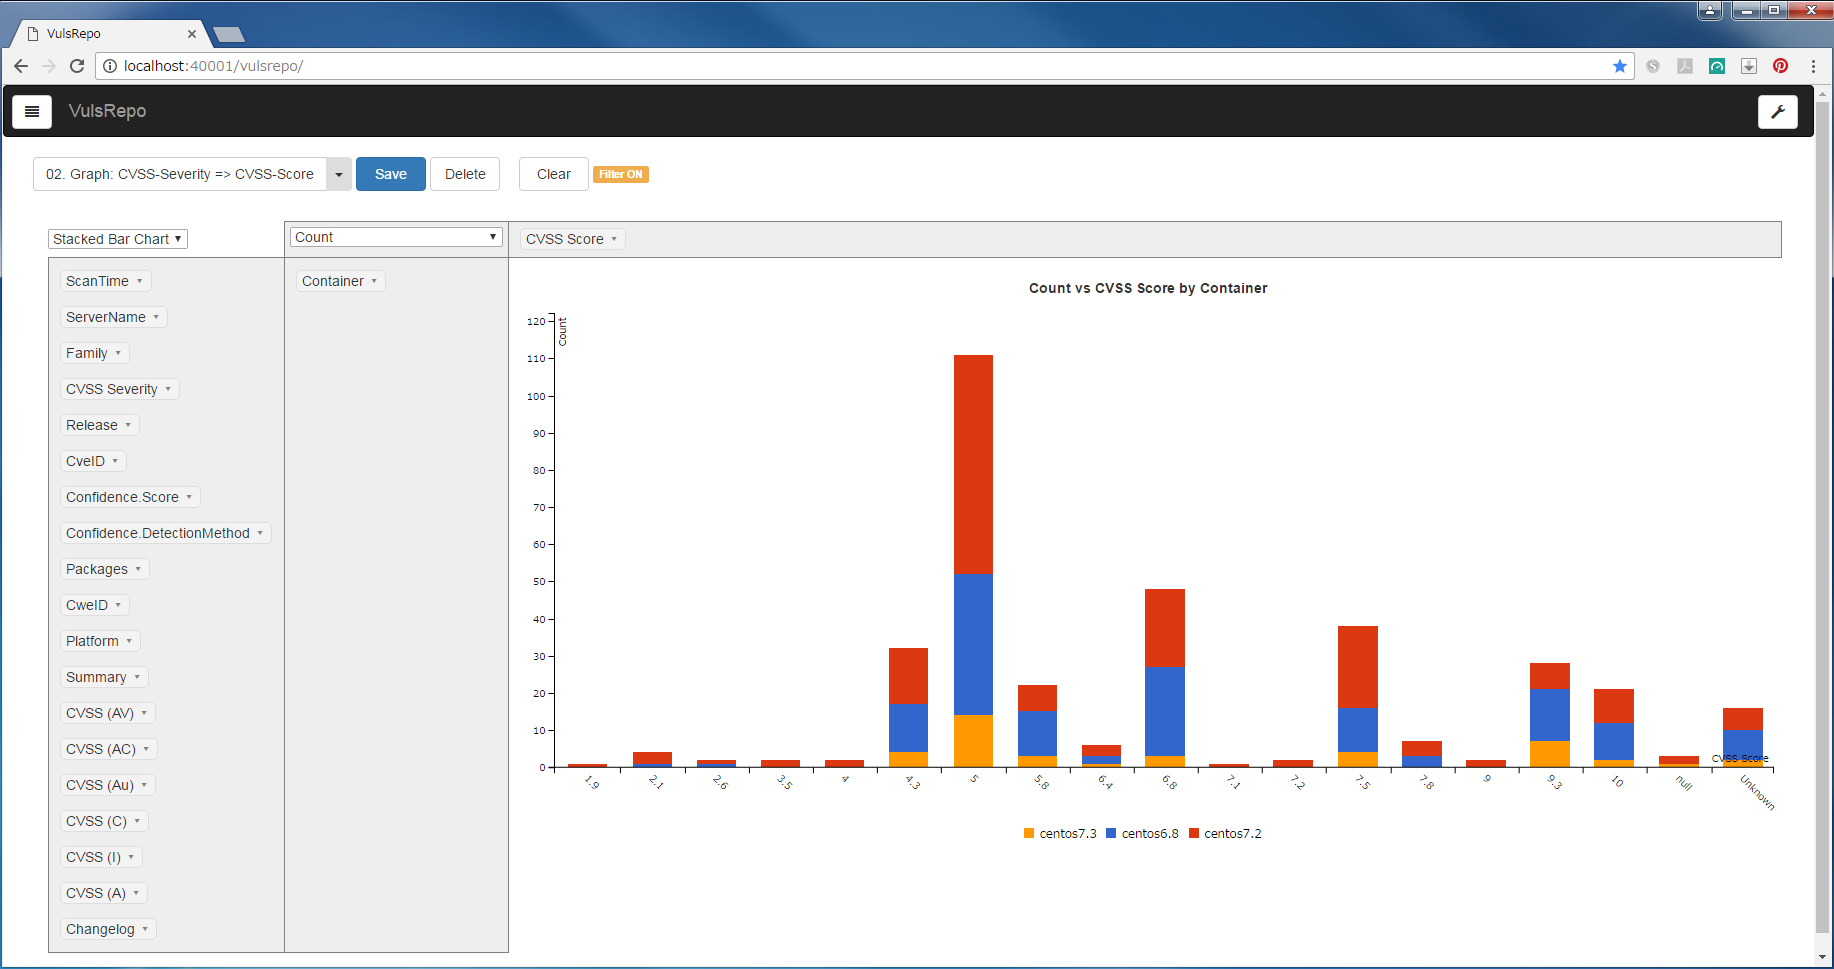 VulsRepo
localhost:40001/vulsrepo/
VulsRepo
02. Graph: CVSS-Severity => CVSS-Score
Save
Delete
Clear
Filter ON
Stacked Bar Chart
Count
CVSS Score
ScanTime
ServerName
Family
CVSS Severity
Release
CveID
Confidence.Score
Confidence.DetectionMethod
Packages
CweID
Platform
Summary
CVSS (AV)
CVSS (AC)
CVSS (Au)
CVSS (C)
CVSS (I)
CVSS (A)
Changelog
Container
Count vs CVSS Score by Container
Count
120
110
100
90
80
70
60
50
40
30
20
10
0
CVSS Score
1.9 2.1 2.6 3.5 4 4.3 5 5.8 6.4 6.8 7.1 7.2 7.5 7.8 9 9.3 10 null Unknown
centos7.3 centos6.8 centos7.2